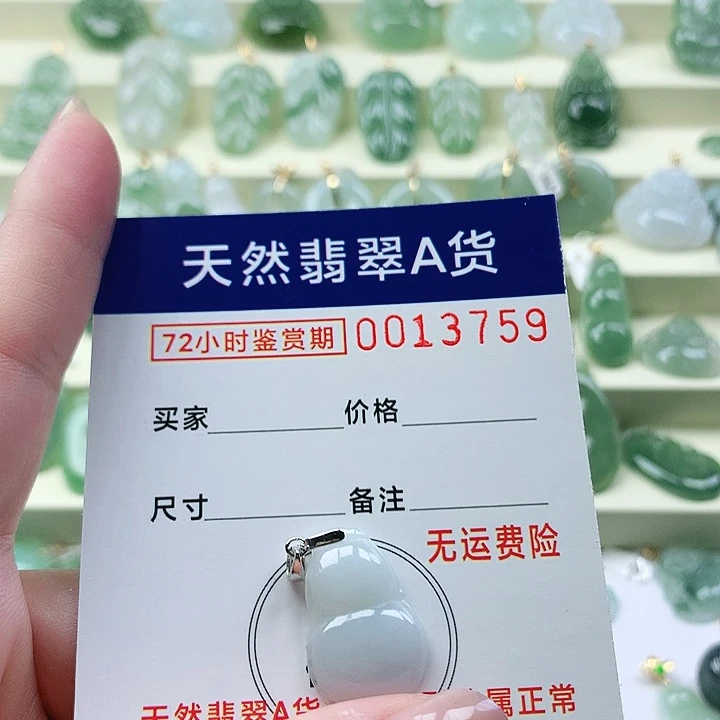 天然翡翠A货
72小时鉴赏期 0013759
买家 价格
尺寸 备注
无运费险
天然翡翠A货 属正常